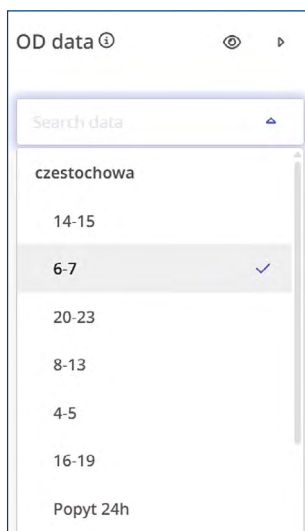 OD data
Search data
czestochowa
14-15
6-7
20-23
8-13
4-5
16-19
Popyt 24h